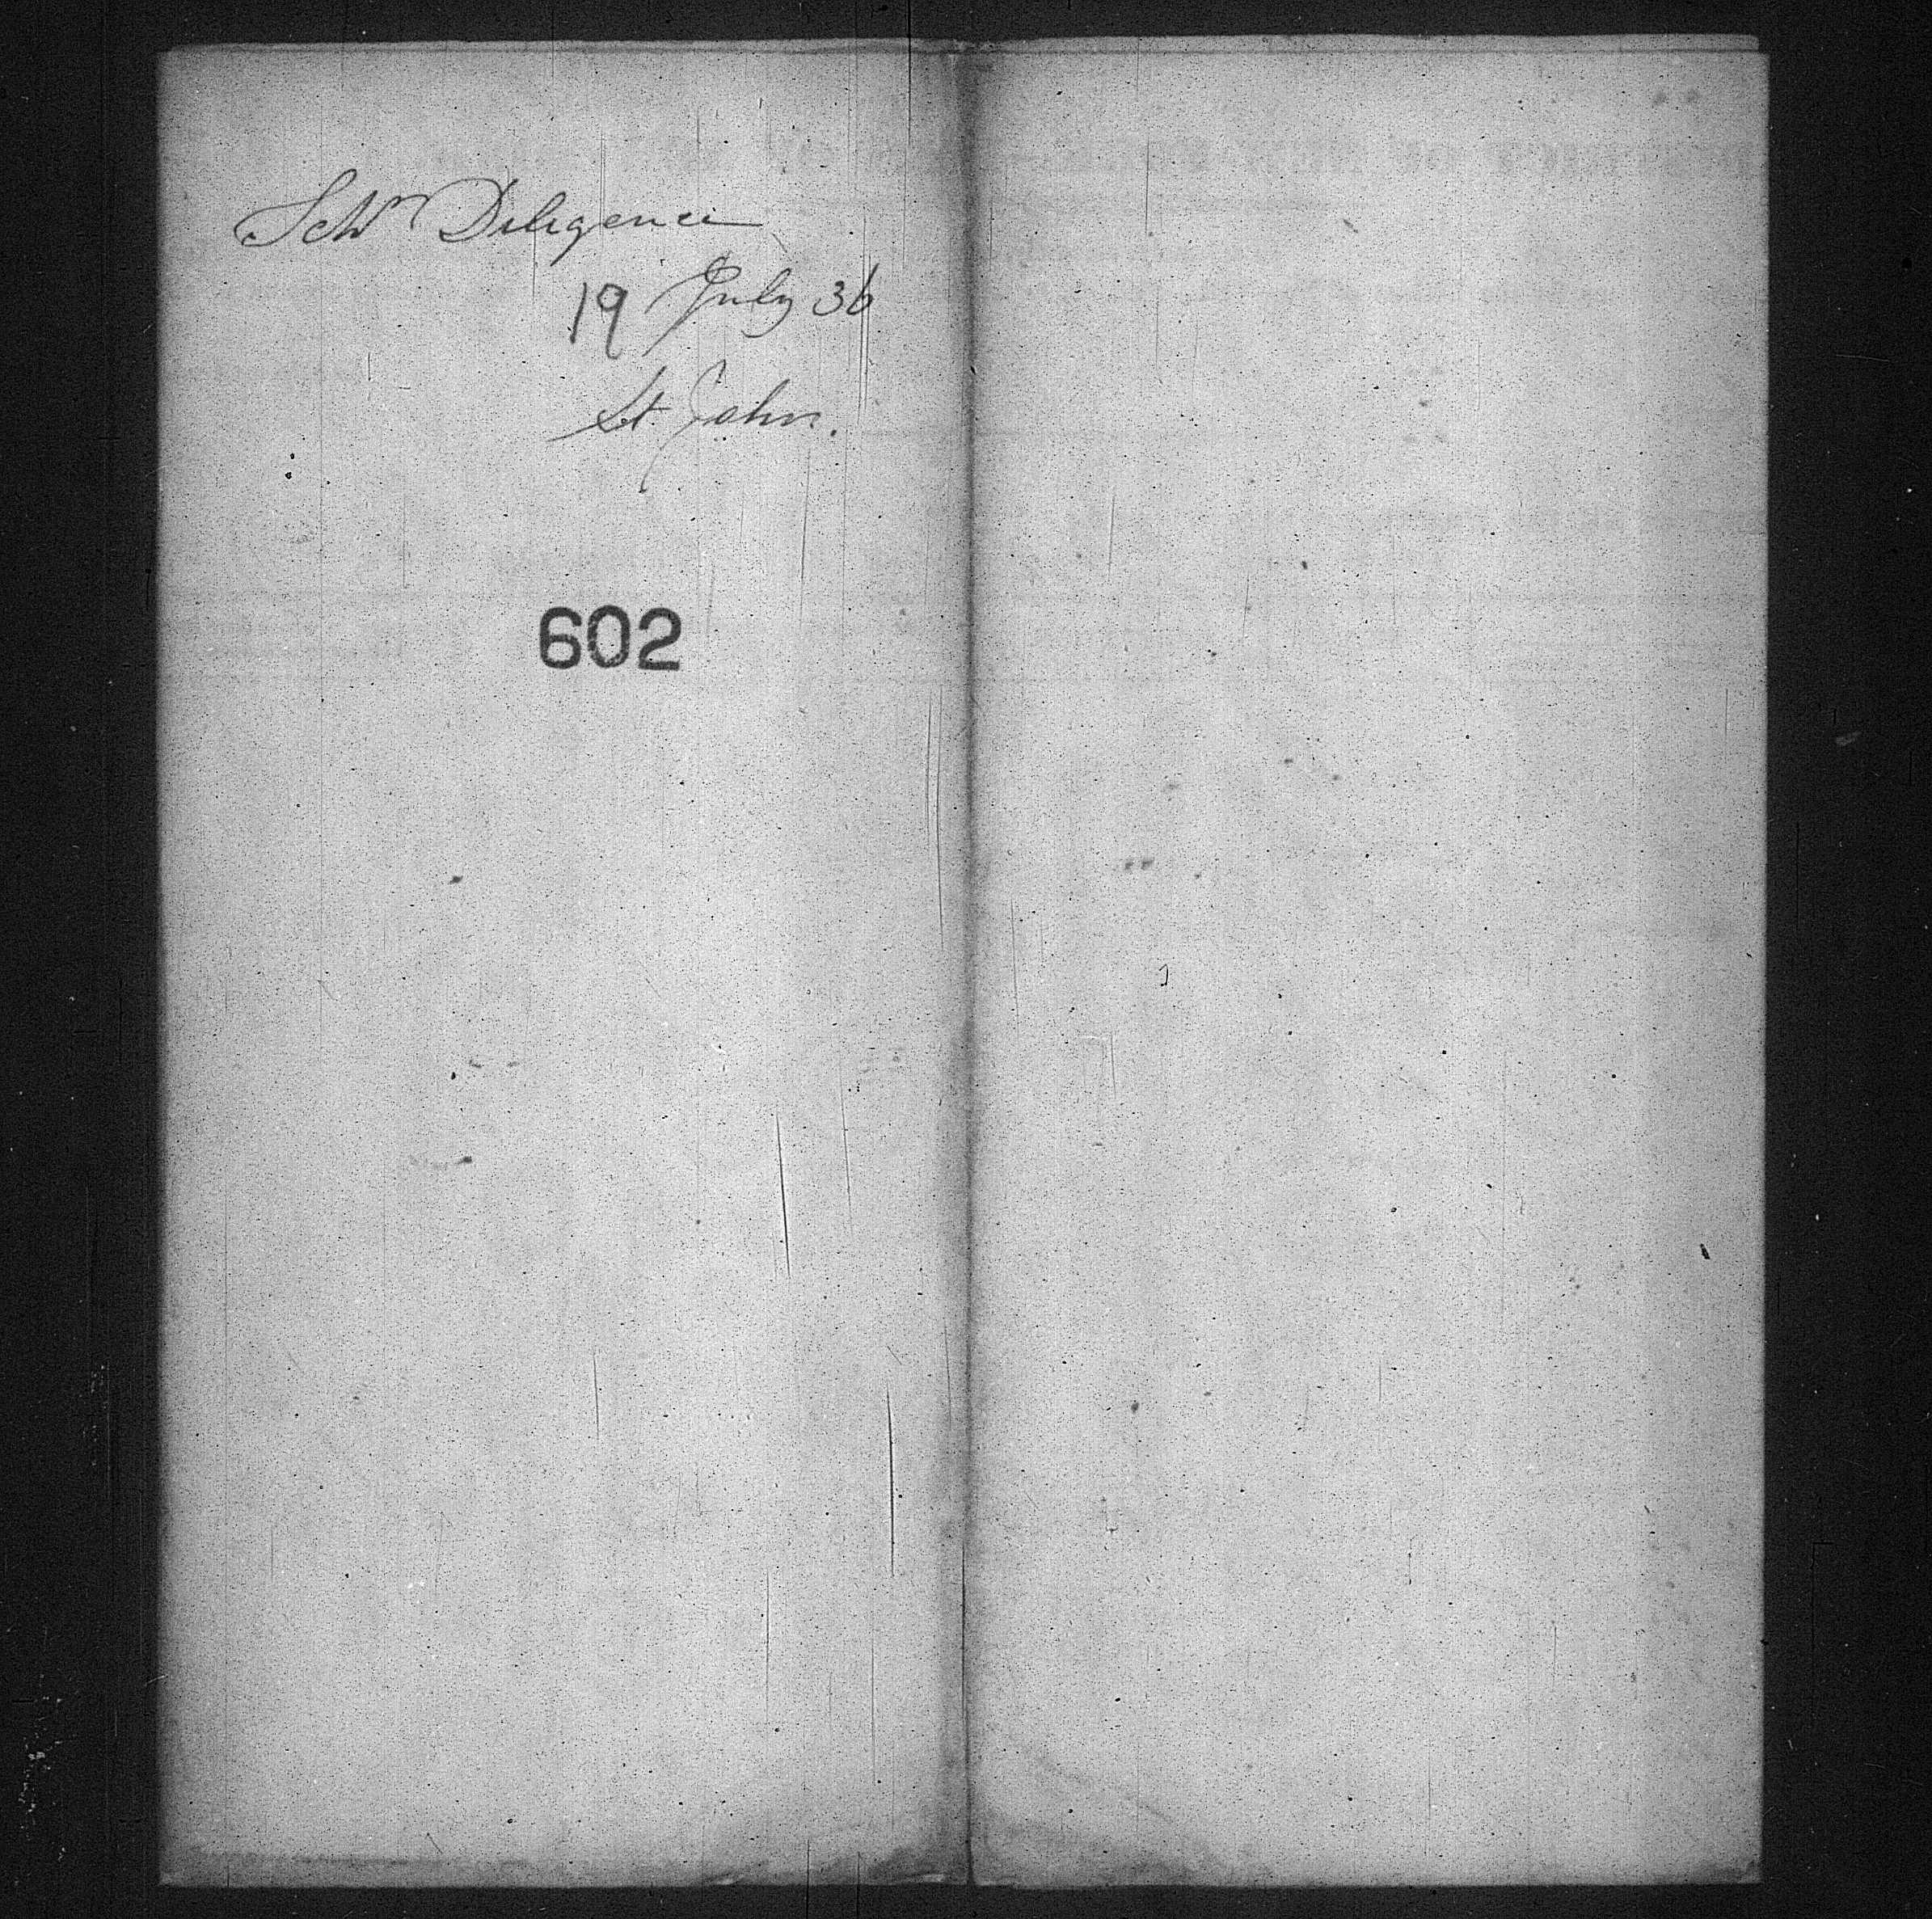 Schr Diligence
19 July 36
St. John.
602